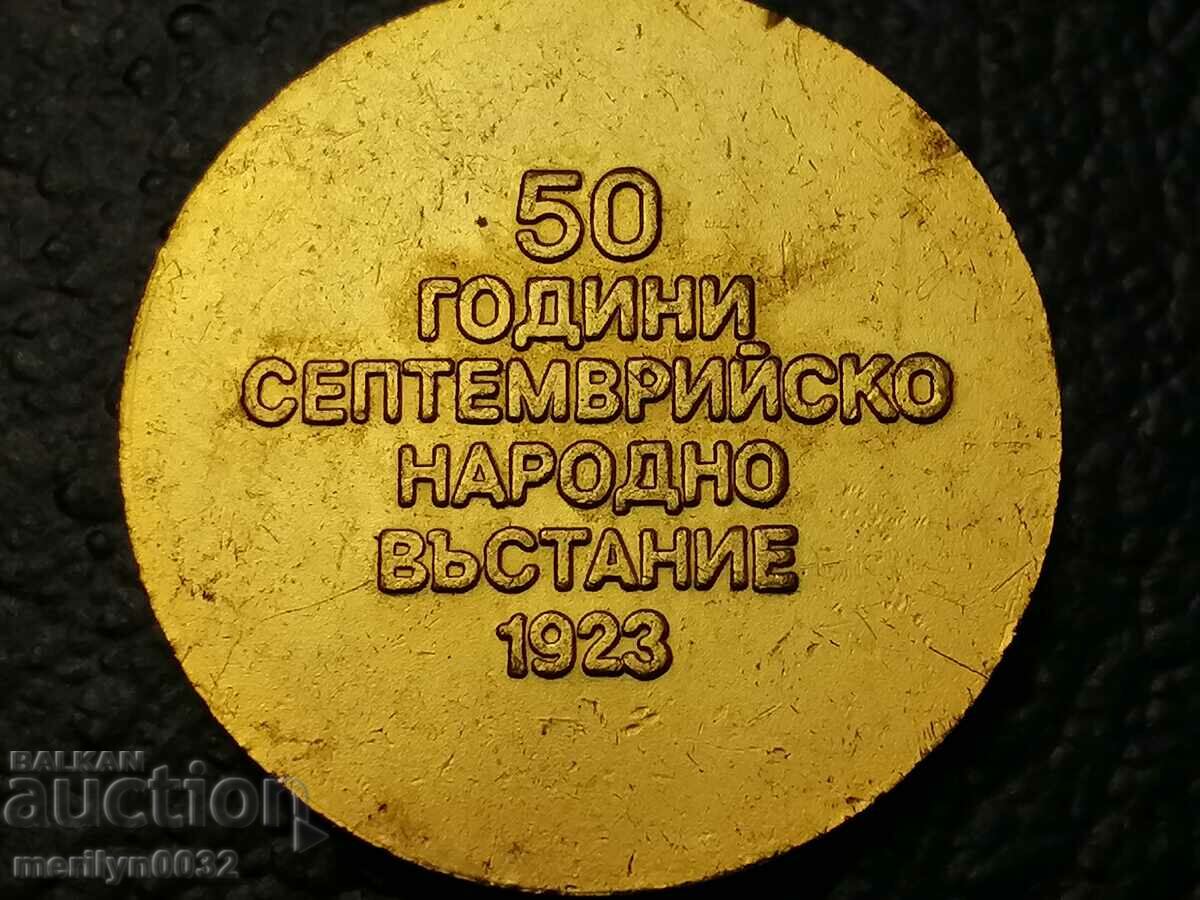 50
ГОДИНИ
СЕПТЕМВРИЙСКО
НАРОДНО
ВЪСТАНИЕ
1923
BALKAN
auction
merilyn0032